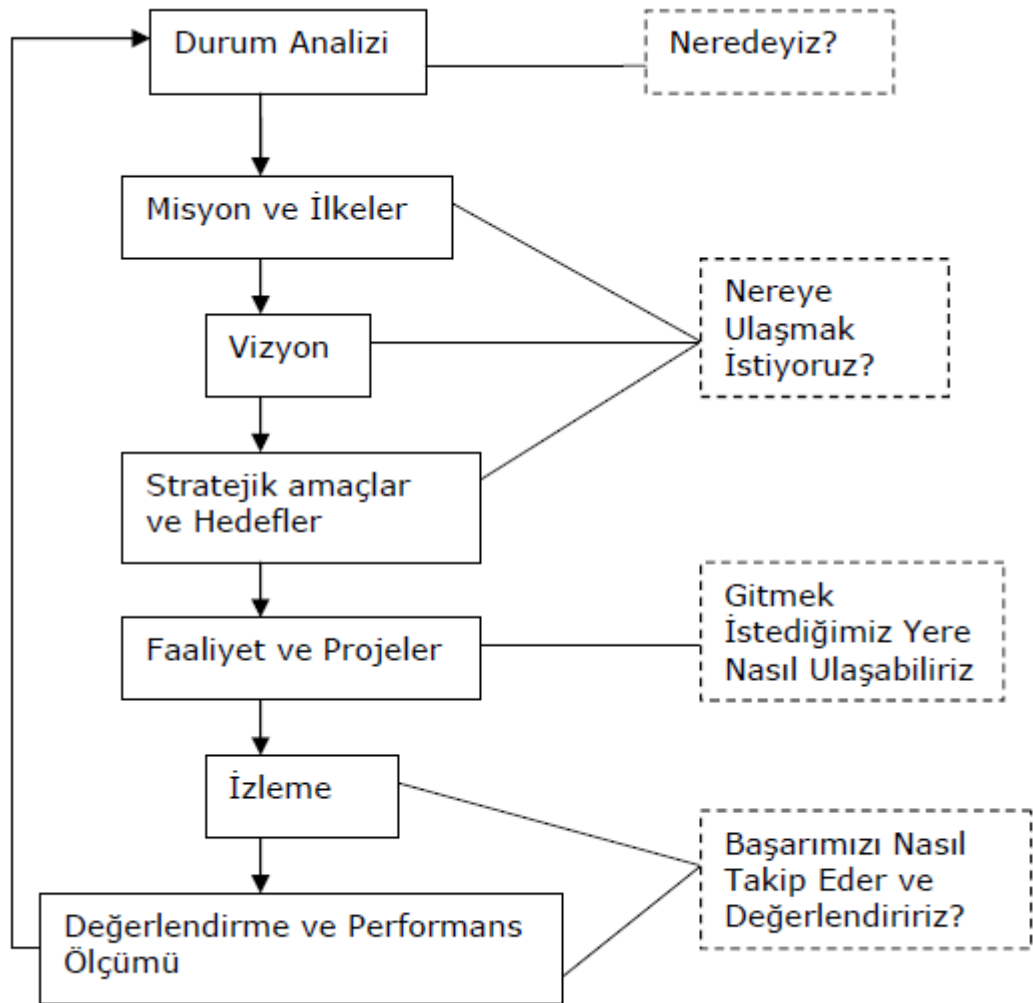 Durum Analizi
Neredeyiz?
Misyon ve İlkeler
Nereye
Ulaşmak
İstiyoruz?
Vizyon
Stratejik amaçlar
ve Hedefler
Gitmek
İstediğimiz Yere
Nasıl Ulaşabiliriz
Faaliyet ve Projeler
İzleme
Başarımızı Nasıl
Takip Eder ve
Değerlendiririz?
Değerlendirme ve Performans
Ölçümü